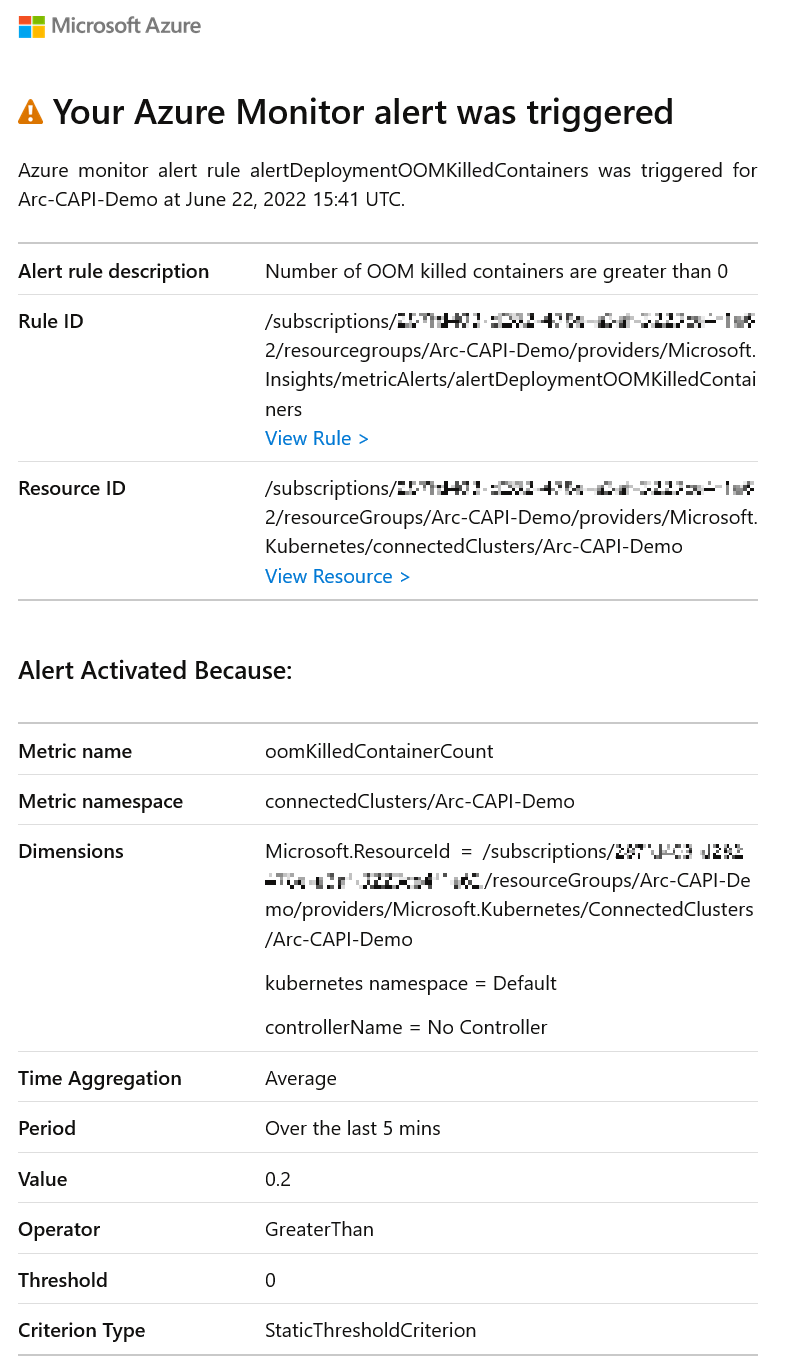 Microsoft Azure
Your Azure Monitor alert was triggered
Azure monitor alert rule alertDeploymentOOMKilledContainers was triggered for
Arc-CAPI-Demo at June 22, 2022 15:41 UTC.
Alert rule description Number of OOM killed containers are greater than 0
Rule ID /subscriptions/
2/resourcegroups/Arc-CAPI-Demo/providers/Microsoft.
Insights/metricAlerts/alertDeploymentOOMKilledContai
ners
View Rule >
Resource ID /subscriptions/
2/resourceGroups/Arc-CAPI-Demo/providers/Microsoft.
Kubernetes/connectedClusters/Arc-CAPI-Demo
View Resource >
Alert Activated Because:
Metric name oomKilledContainerCount
Metric namespace connectedClusters/Arc-CAPI-Demo
Dimensions Microsoft.ResourceId = /subscriptions/
/resourceGroups/Arc-CAPI-De
mo/providers/Microsoft.Kubernetes/ConnectedClusters
/Arc-CAPI-Demo
kubernetes namespace = Default
controllerName = No Controller
Time Aggregation Average
Period Over the last 5 mins
Value 0.2
Operator GreaterThan
Threshold 0
Criterion Type StaticThresholdCriterion